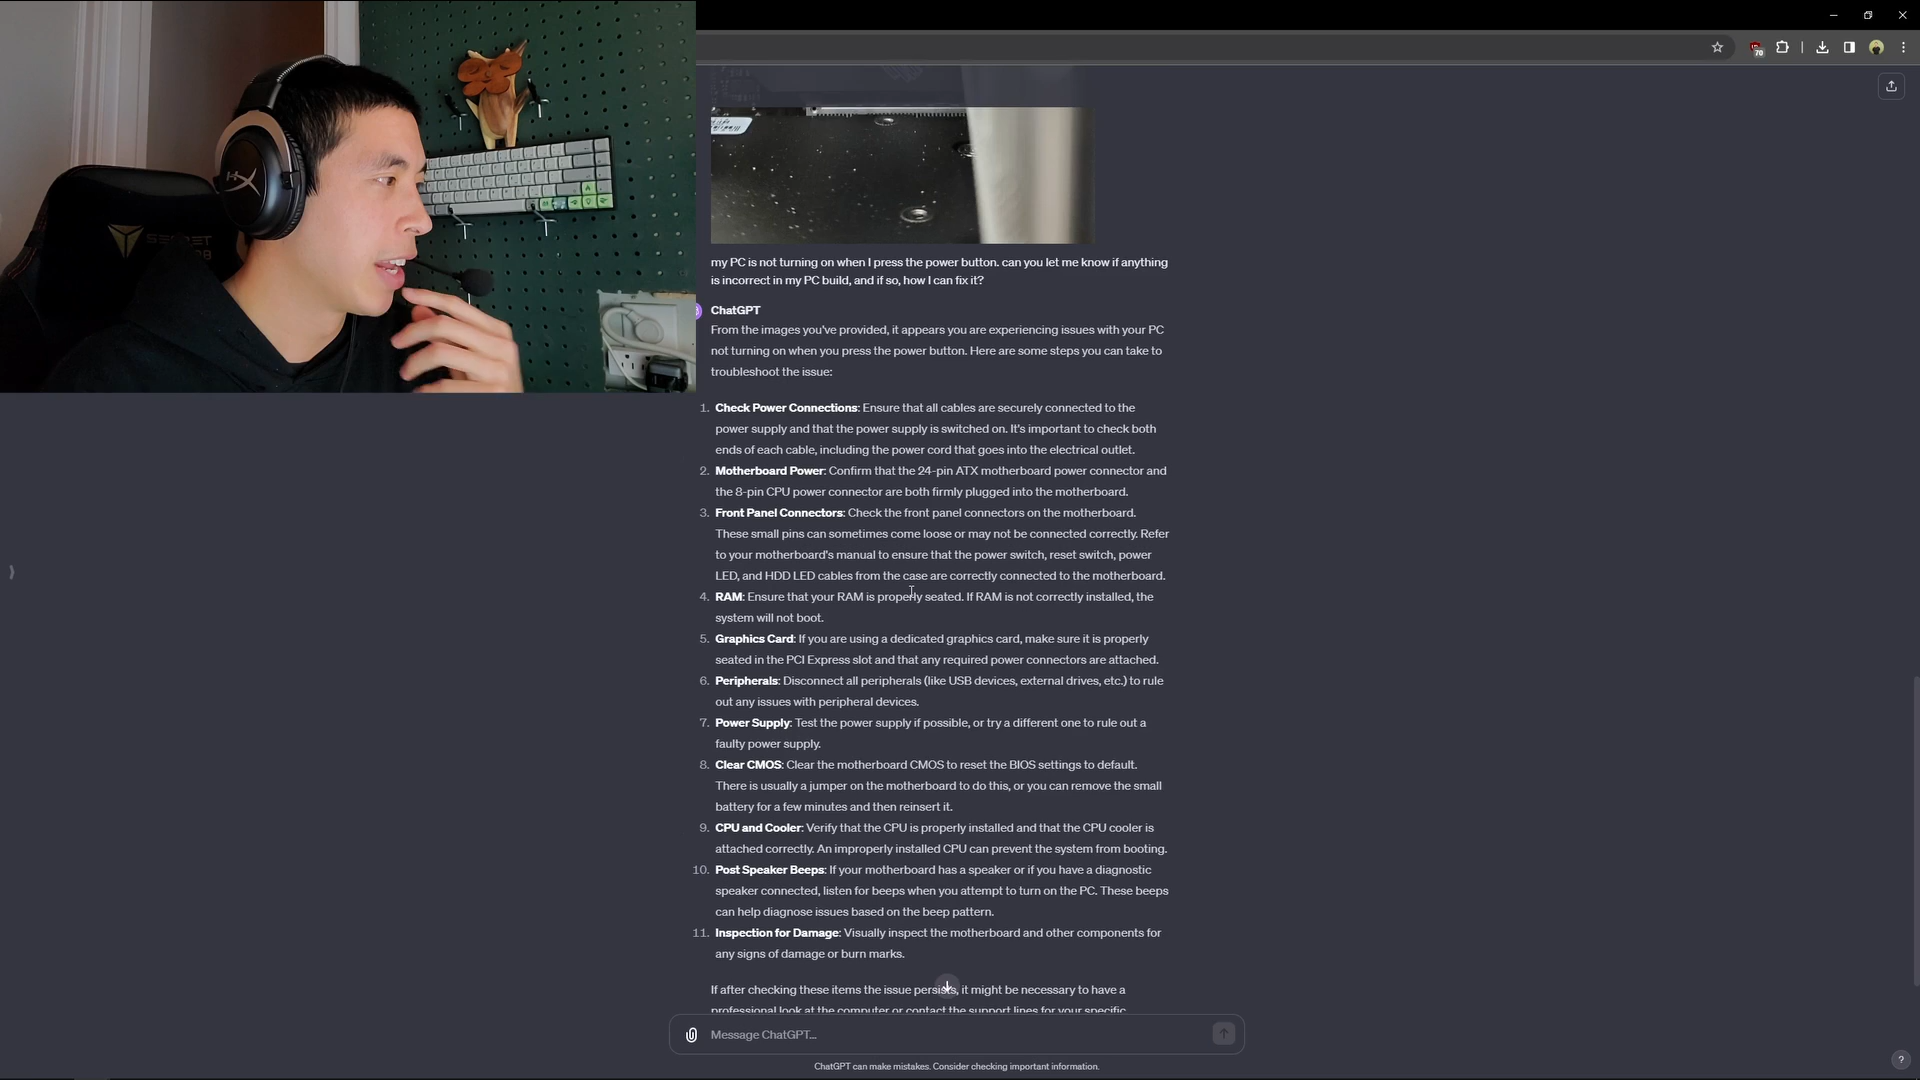 70
my PC is not turning on when I press the power button. can you let me know if anything
is incorrect in my PC build, and if so, how I can fix it?
ChatGPT
From the images you've provided, it appears you are experiencing issues with your PC
not turning on when you press the power button. Here are some steps you can take to
troubleshoot the issue:
1. Check Power Connections: Ensure that all cables are securely connected to the
power supply and that the power supply is switched on. It's important to check both
ends of each cable, including the power cord that goes into the electrical outlet.
2. Motherboard Power: Confirm that the 24-pin ATX motherboard power connector and
the 8-pin CPU power connector are both firmly plugged into the motherboard.
3. Front Panel Connectors: Check the front panel connectors on the motherboard.
These small pins can sometimes come loose or may not be connected correctly. Refer
to your motherboard's manual to ensure that the power switch, reset switch, power
LED, and HDD LED cables from the case are correctly connected to the motherboard.
4. RAM: Ensure that your RAM is properly seated. If RAM is not correctly installed, the
system will not boot.
5. Graphics Card: If you are using a dedicated graphics card, make sure it is properly
seated in the PCI Express slot and that any required power connectors are attached.
6. Peripherals: Disconnect all peripherals (like USB devices, external drives, etc.) to rule
out any issues with peripheral devices.
7. Power Supply: Test the power supply if possible, or try a different one to rule out a
faulty power supply.
8. Clear CMOS: Clear the motherboard CMOS to reset the BIOS settings to default.
There is usually a jumper on the motherboard to do this, or you can remove the small
battery for a few minutes and then reinsert it.
9. CPU and Cooler: Verify that the CPU is properly installed and that the CPU cooler is
attached correctly. An improperly installed CPU can prevent the system from booting.
10. Post Speaker Beeps: If your motherboard has a speaker or if you have a diagnostic
speaker connected, listen for beeps when you attempt to turn on the PC. These beeps
can help diagnose issues based on the beep pattern.
11. Inspection for Damage: Visually inspect the motherboard and other components for
any signs of damage or burn marks.
If after checking these items the issue persists, it might be necessary to have a
professional look at the computer or contact the support lines for your specific
Message ChatGPT...
ChatGPT can make mistakes. Consider checking important information.
?